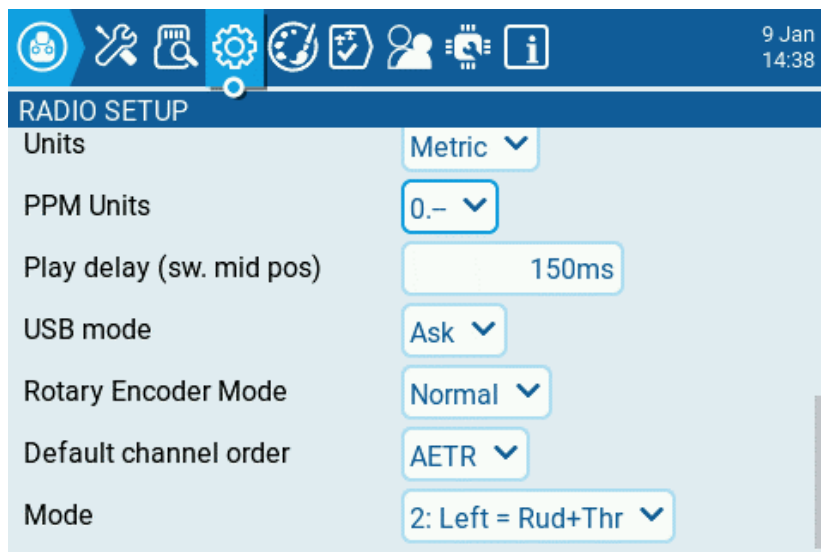 9 Jan
14:38
RADIO SETUP
Units Metric
PPM Units 0.--
Play delay (sw. mid pos) 150ms
USB mode Ask
Rotary Encoder Mode Normal
Default channel order AETR
Mode 2: Left = Rud+Thr